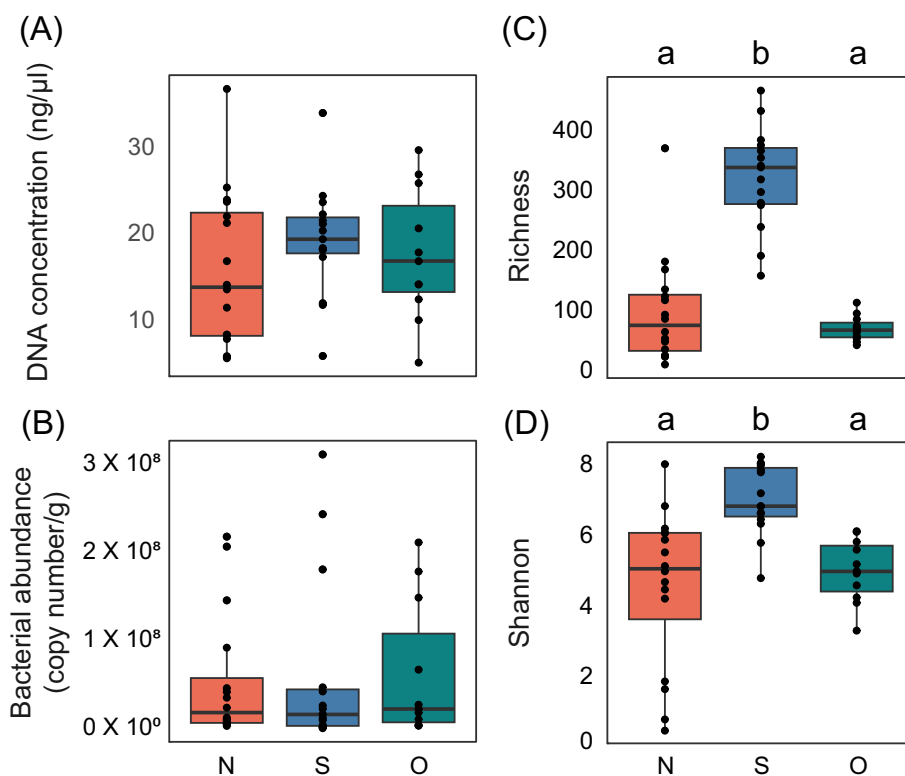 (A)
DNA concentration (ng/µl)
30
20
10
(B)
Bacterial abundance
(copy number/g)
3 X 10⁸
2 X 10⁸
1 X 10⁸
0 X 10⁰
N S O
(C)
a b a
Richness
400
300
200
100
0
(D)
a b a
Shannon
8
6
4
2
0
N S O